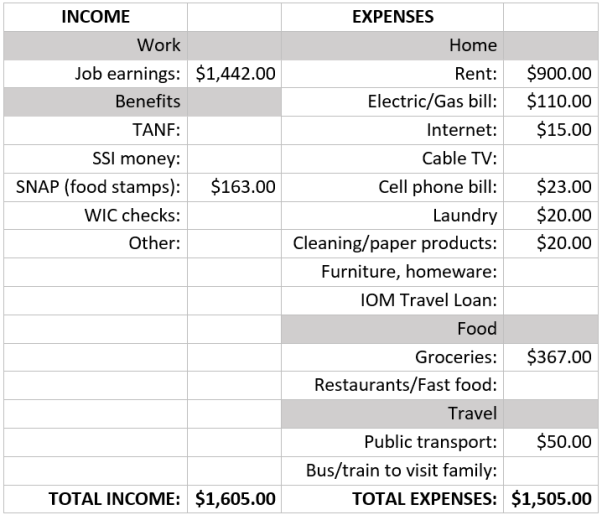 INCOME EXPENSES
Work Home
Job earnings: $1,442.00 Rent: $900.00
Benefits Electric/Gas bill: $110.00
TANF: Internet: $15.00
SSI money: Cable TV:
SNAP (food stamps): $163.00 Cell phone bill: $23.00
WIC checks: Laundry $20.00
Other: Cleaning/paper products: $20.00
Furniture, homeware:
IOM Travel Loan:
Food
Groceries: $367.00
Restaurants/Fast food:
Travel
Public transport: $50.00
Bus/train to visit family:
TOTAL INCOME: $1,605.00 TOTAL EXPENSES: $1,505.00